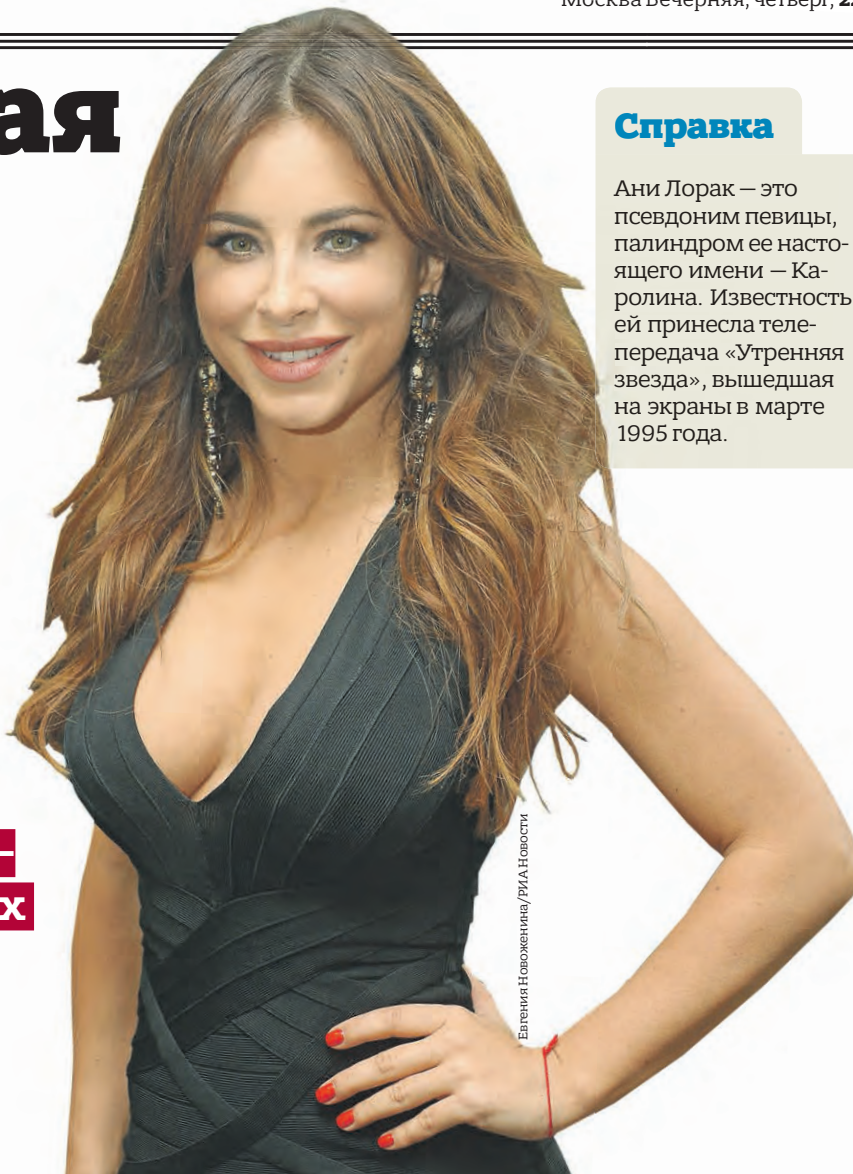 Москва Вечерняя, четверг,
ая
Справка
Ани Лорак — это
псевдоним певицы,
палиндром ее насто-
ящего имени — Ка-
ролина. Известность
ей принесла теле-
передача «Утренняя
звезда», вышедшая
на экраны в марте
1995 года.
х
Евгения Новоженина/РИА Новости